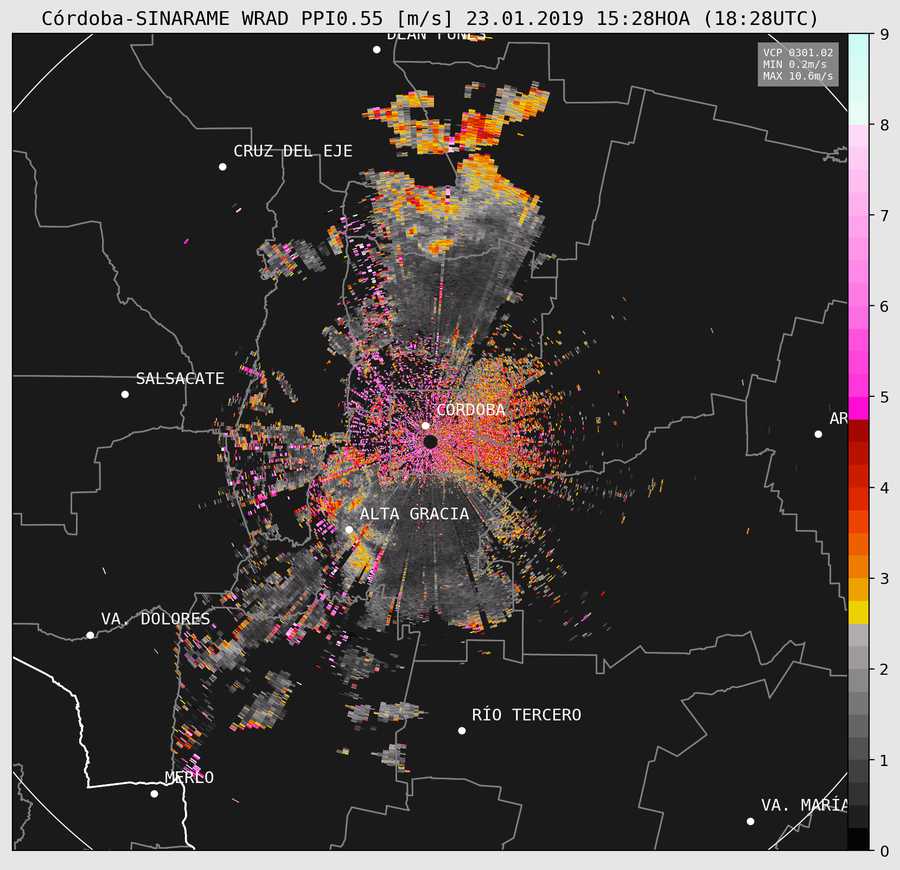 Córdoba-SINARAME WRAD PPI0.55 [m/s] 23.01.2019 15:28HOA (18:28UTC)
DEÁN FUNES
VCP 0301.02
MIN 0.2m/s
MAX 10.6m/s
CRUZ DEL EJE
SALSACATE
CÓRDOBA
AR
ALTA GRACIA
VA. DOLORES
RÍO TERCERO
MERLO
VA. MARÍA
9
8
7
6
5
4
3
2
1
0